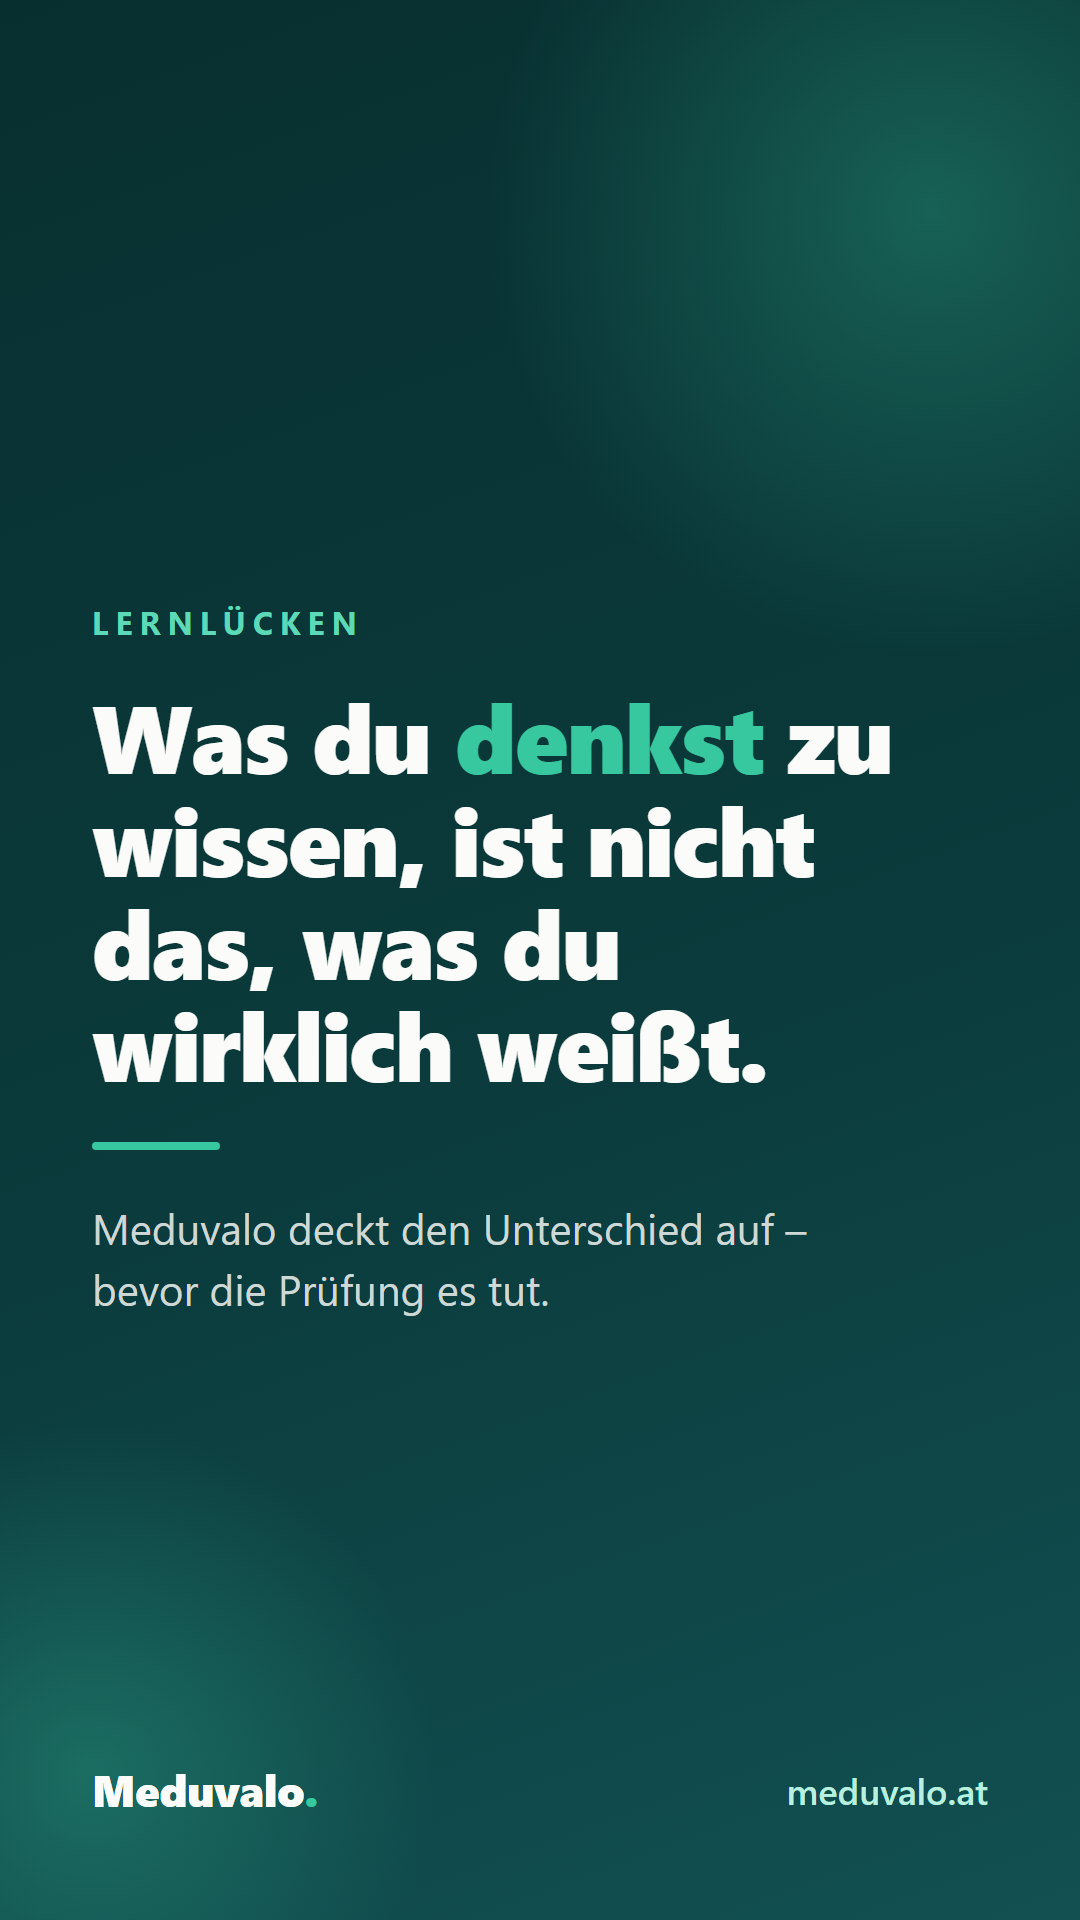 LERNLÜCKEN
Was du denkst zu
wissen, ist nicht
das, was du
wirklich weißt.
Meduvalo deckt den Unterschied auf –
bevor die Prüfung es tut.
Meduvalo.
meduvalo.at